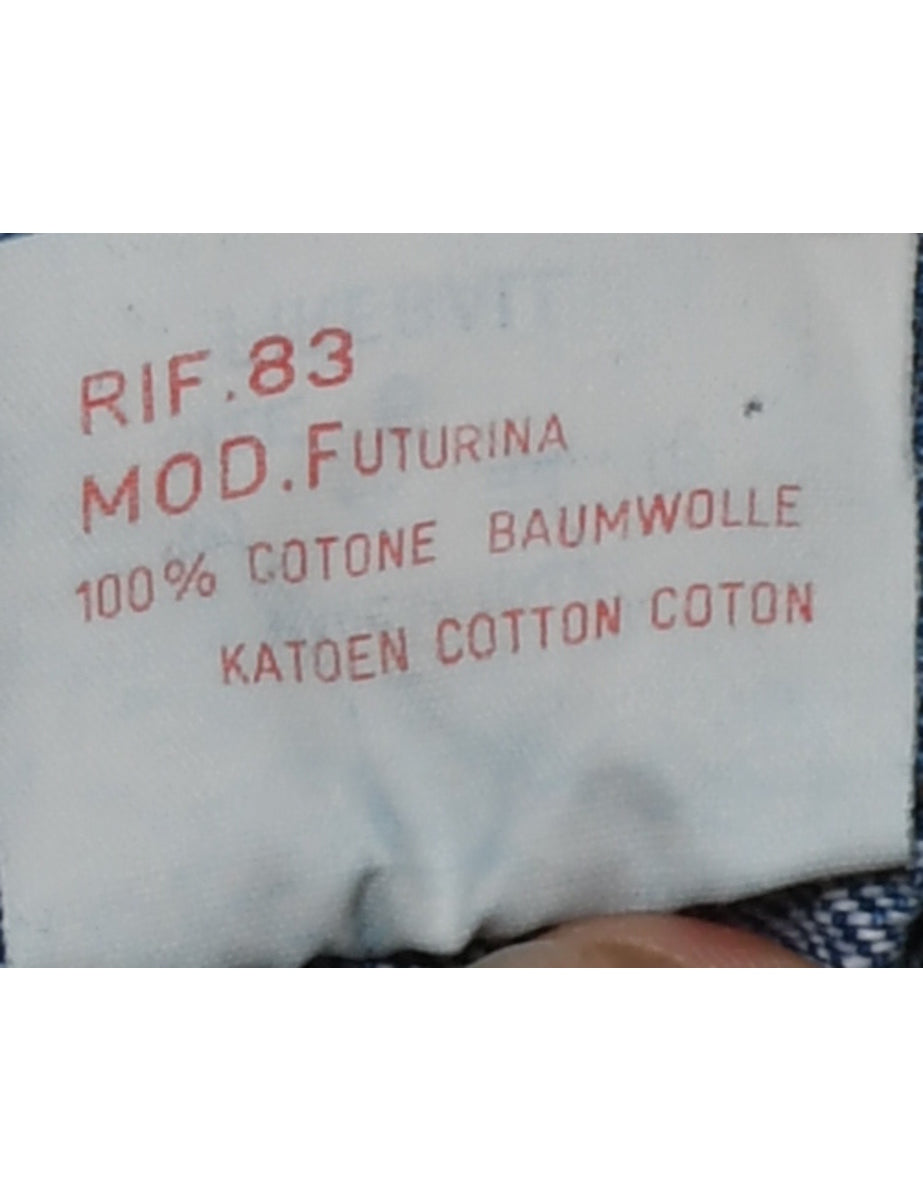 RIF.83
MOD.FUTURINA
100% COTONE BAUMWOLLE
KATOEN COTTON COTON